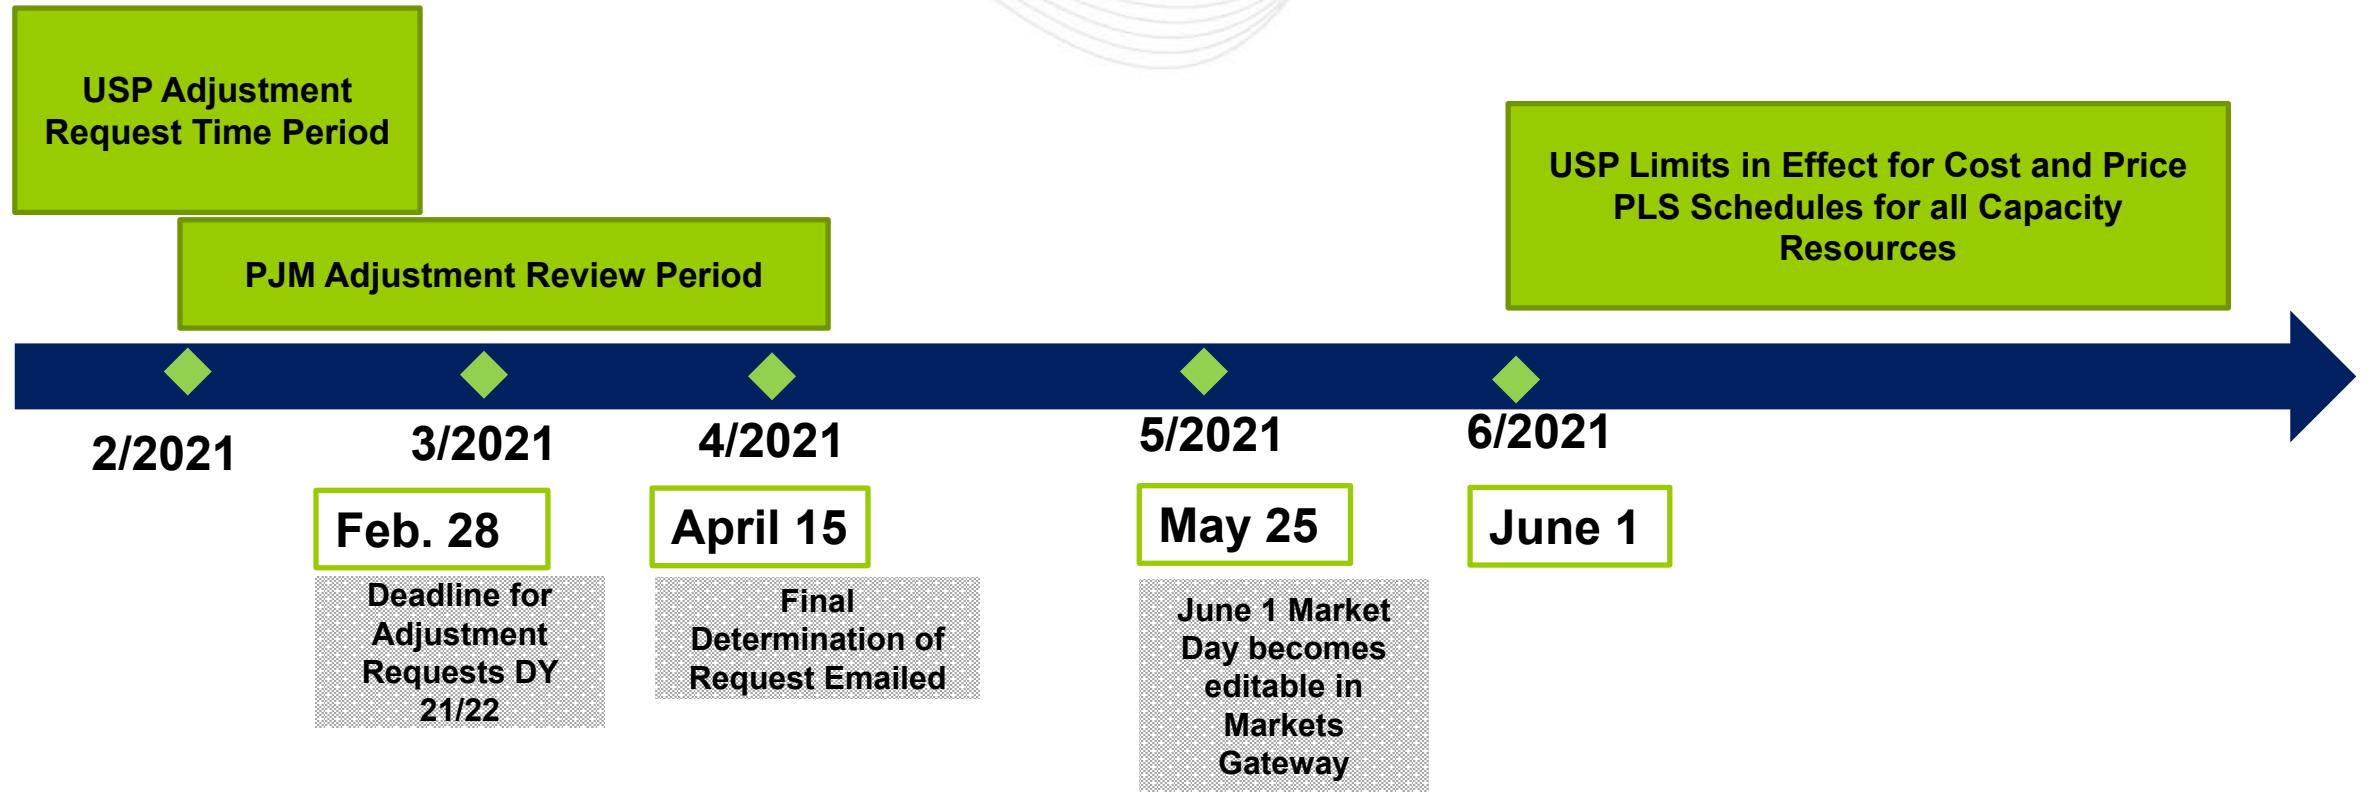 USP Adjustment
Request Time Period
PJM Adjustment Review Period
USP Limits in Effect for Cost and Price
PLS Schedules for all Capacity
Resources
2/2021
3/2021
4/2021
5/2021
6/2021
Feb. 28
April 15
May 25
June 1
Deadline for
Adjustment
Requests DY
21/22
Final
Determination of
Request Emailed
June 1 Market
Day becomes
editable in
Markets
Gateway